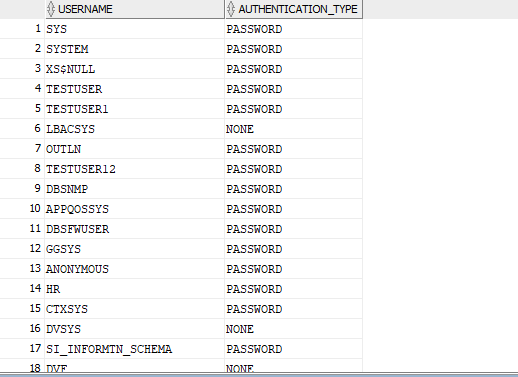 USERNAME AUTHENTICATION_TYPE
1 SYS PASSWORD
2 SYSTEM PASSWORD
3 XS$NULL PASSWORD
4 TESTUSER PASSWORD
5 TESTUSER1 PASSWORD
6 LBACSYS NONE
7 OUTLN PASSWORD
8 TESTUSER12 PASSWORD
9 DBSNMP PASSWORD
10 APPQOSSYS PASSWORD
11 DBSFWUSER PASSWORD
12 GGSYS PASSWORD
13 ANONYMOUS PASSWORD
14 HR PASSWORD
15 CTXSYS PASSWORD
16 DVSYS NONE
17 SI_INFORMTN_SCHEMA PASSWORD
18 DVF NONE